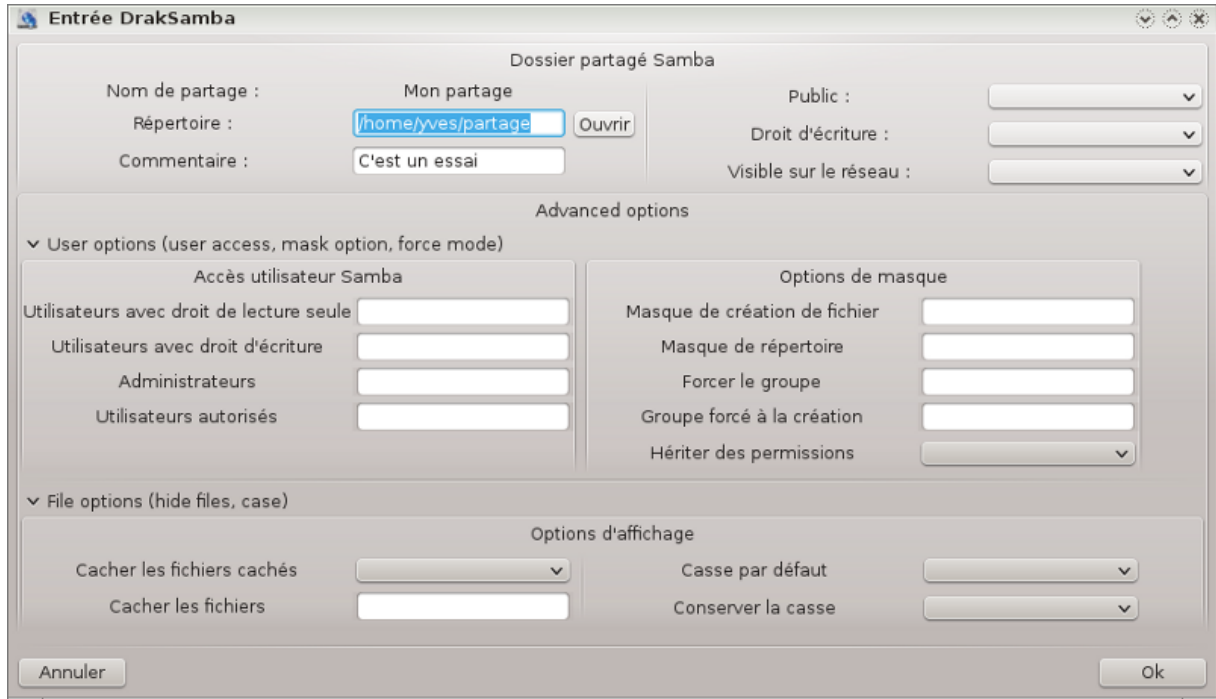 Entrée DrakSamba
Dossier partagé Samba
Nom de partage : Mon partage
Répertoire : /home/yves/partage Ouvrir
Commentaire : C'est un essai
Public :
Droit d'écriture :
Visible sur le réseau :
Advanced options
User options (user access, mask option, force mode)
Accès utilisateur Samba
Utilisateurs avec droit de lecture seule
Utilisateurs avec droit d'écriture
Administrateurs
Utilisateurs autorisés
Options de masque
Masque de création de fichier
Masque de répertoire
Forcer le groupe
Groupe forcé à la création
Hériter des permissions
File options (hide files, case)
Options d'affichage
Cacher les fichiers cachés
Cacher les fichiers
Casse par défaut
Conserver la casse
Annuler
Ok